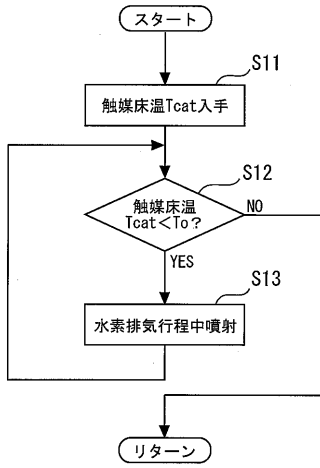 スタート
S11
触媒床温Tcat入手
S12
触媒床温
Tcat<To?
NO
YES
S13
水素排気行程中噴射
リターン